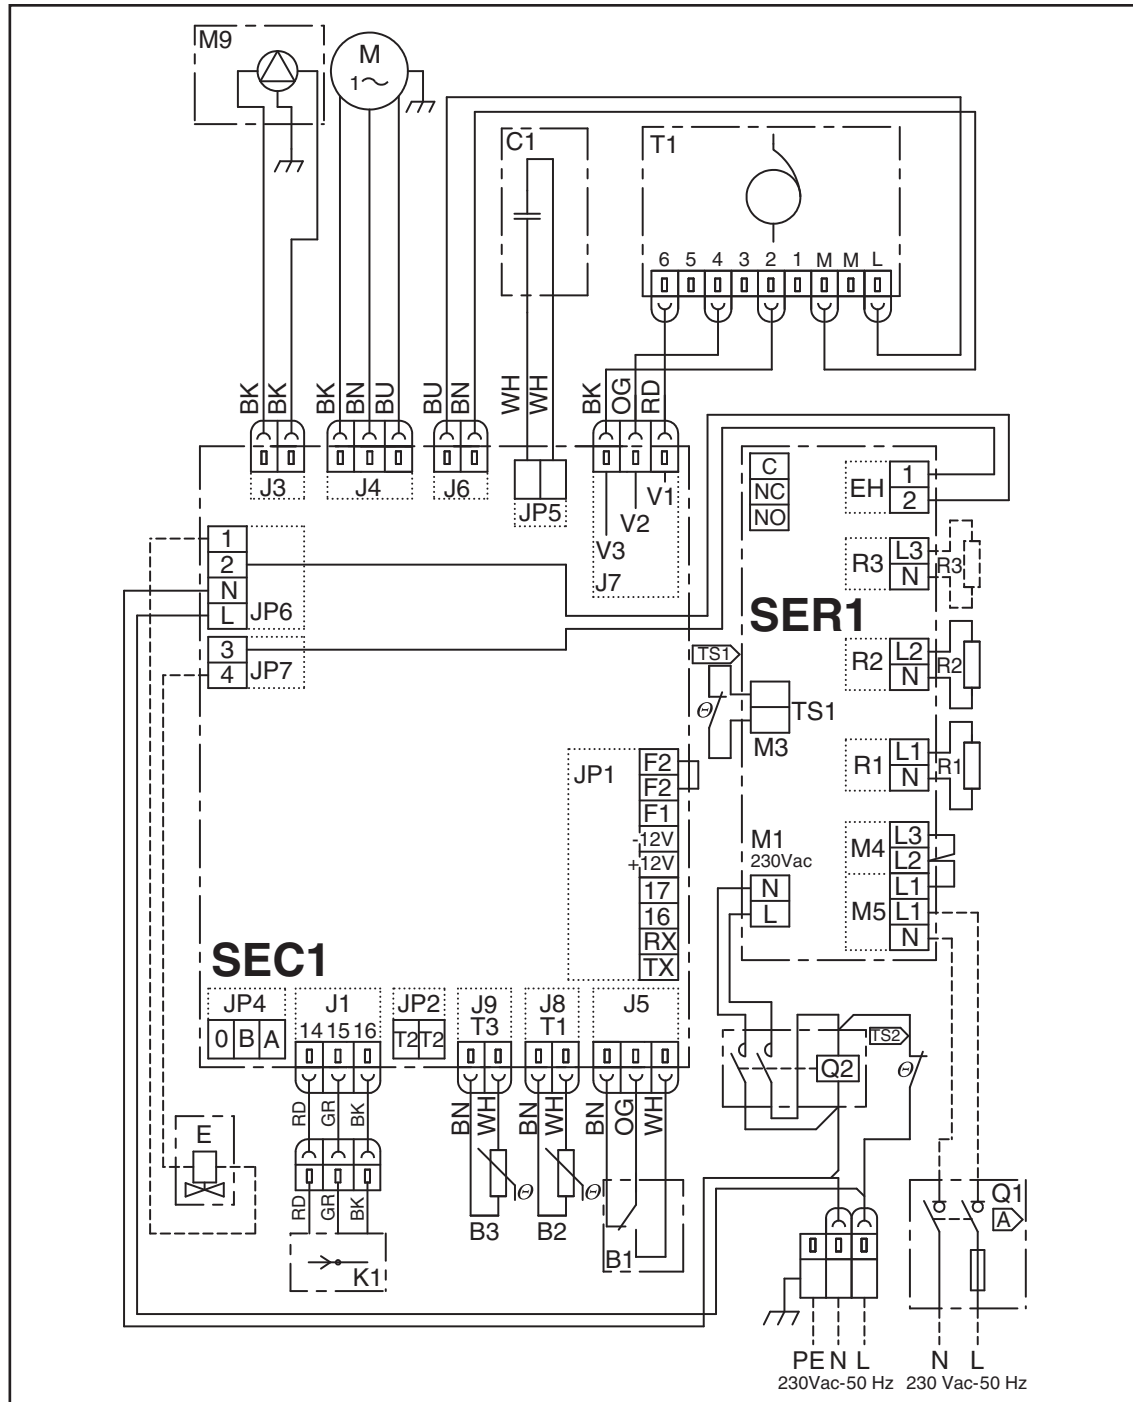 M9
M
1
C1
T1
6 5 4 3 2 1 M M L
BK BK BK BN BU BU BN WH WH BK OG RD
J3 J4 J6 JP5
V1
V2
V3
J7
C
NC
NO
EH 1
2
R3 L3 R3
N
SER1
R2 L2 R2
N
1
2
N
L JP6
3
4 JP7
TS1
Θ
TS1
M3
R1 L1 R1
N
JP1 F2
F2
F1
-12V
+12V
17
16
RX
TX
M1
230Vac
N
L
M4 L3
L2
L1
M5 L1
N
SEC1
JP4 J1 JP2 J9 J8 J5
0 B A 14 15 16 T2 T2 T3 T1
Q2
TS2
Θ
RD GR BK BN WH BN WH BN OG WH
E
RD GR BK
Θ Θ
B3 B2 B1
K1
Q1
A
PE N L N L
230Vac-50 Hz 230 Vac-50 Hz